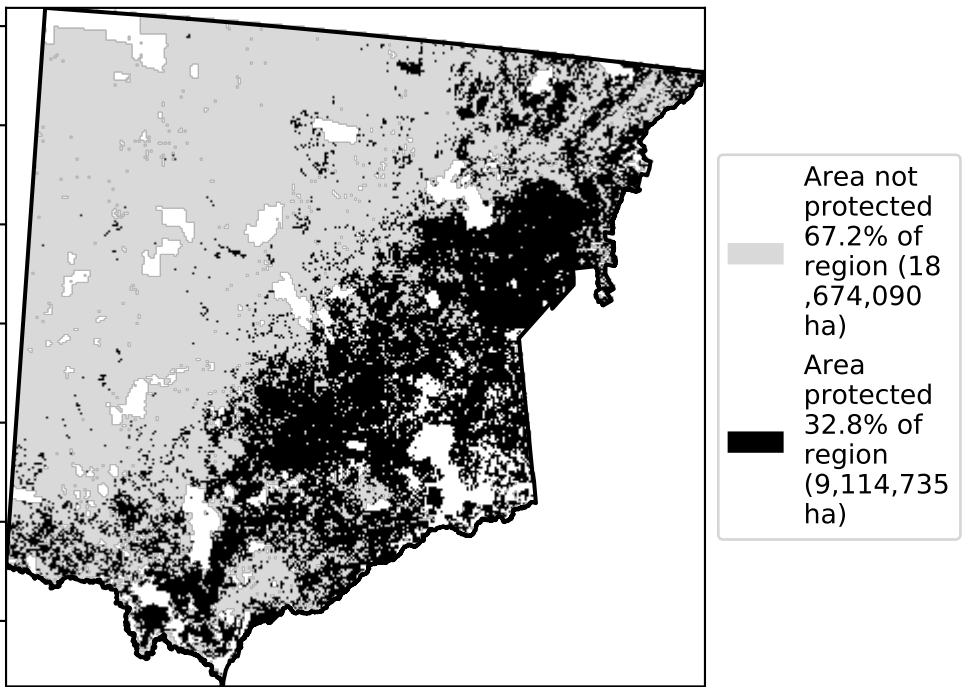 Area not
protected
67.2% of
region (18
,674,090
ha)
Area
protected
32.8% of
region
(9,114,735
ha)